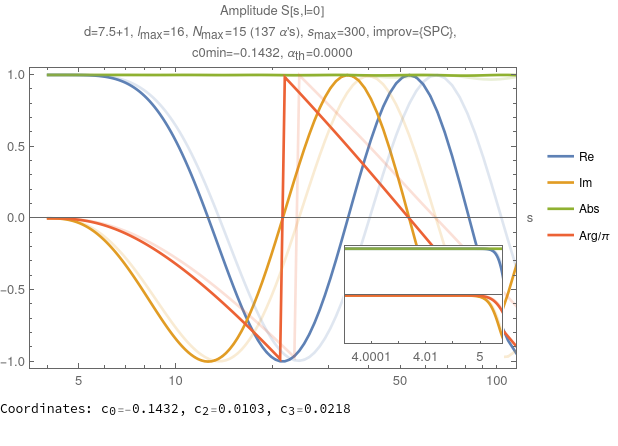 Amplitude S[s,l=0]
d=7.5+1, lmax=16, Nmax=15 (137 α's), smax=300, improv={SPC},
c0min=-0.1432, αth=0.0000
1.0
0.5
0.0
-0.5
-1.0
s
Re
Im
Abs
Arg/π
4.0001 4.01 5
5 10 50 100
Coordinates: c0=-0.1432, c2=0.0103, c3=0.0218